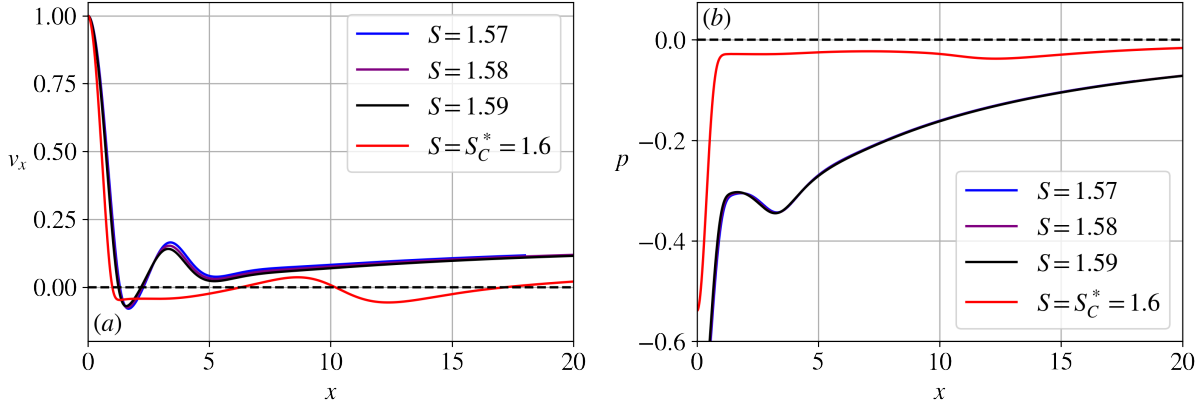 1.00
0.75
0.50
0.25
0.00
v_x
0 5 10 15 20
x
(a)
S = 1.57
S = 1.58
S = 1.59
S = S_C^* = 1.6
(b)
0.0
−0.2
−0.4
−0.6
p
0 5 10 15 20
x
S = 1.57
S = 1.58
S = 1.59
S = S_C^* = 1.6